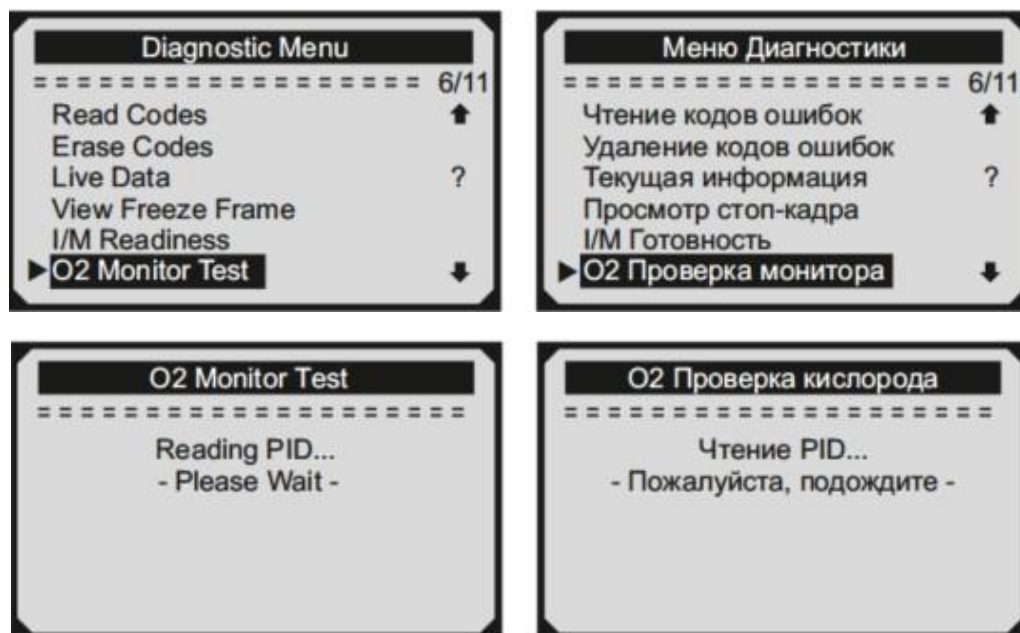 Diagnostic Menu
= = = = = = = = = = = = = = = = = = 6/11
Read Codes
Erase Codes
Live Data ?
View Freeze Frame
I/M Readiness
O2 Monitor Test
Меню Диагностики
= = = = = = = = = = = = = = = = = = 6/11
Чтение кодов ошибок
Удаление кодов ошибок
Текущая информация ?
Просмотр стоп-кадра
I/M Готовность
О2 Проверка монитора
O2 Monitor Test
= = = = = = = = = = = = = = = = = = = =
Reading PID...
- Please Wait -
О2 Проверка кислорода
= = = = = = = = = = = = = = = = = = = =
Чтение PID...
- Пожалуйста, подождите -